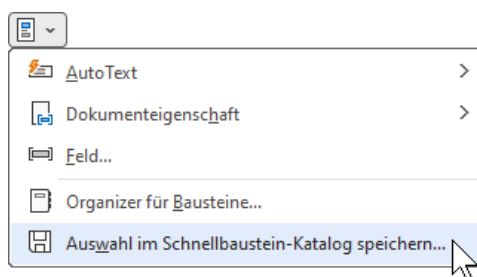 AutoText
Dokumenteigenschaft
Feld...
Organizer für Bausteine...
Auswahl im Schnellbaustein-Katalog speichern...